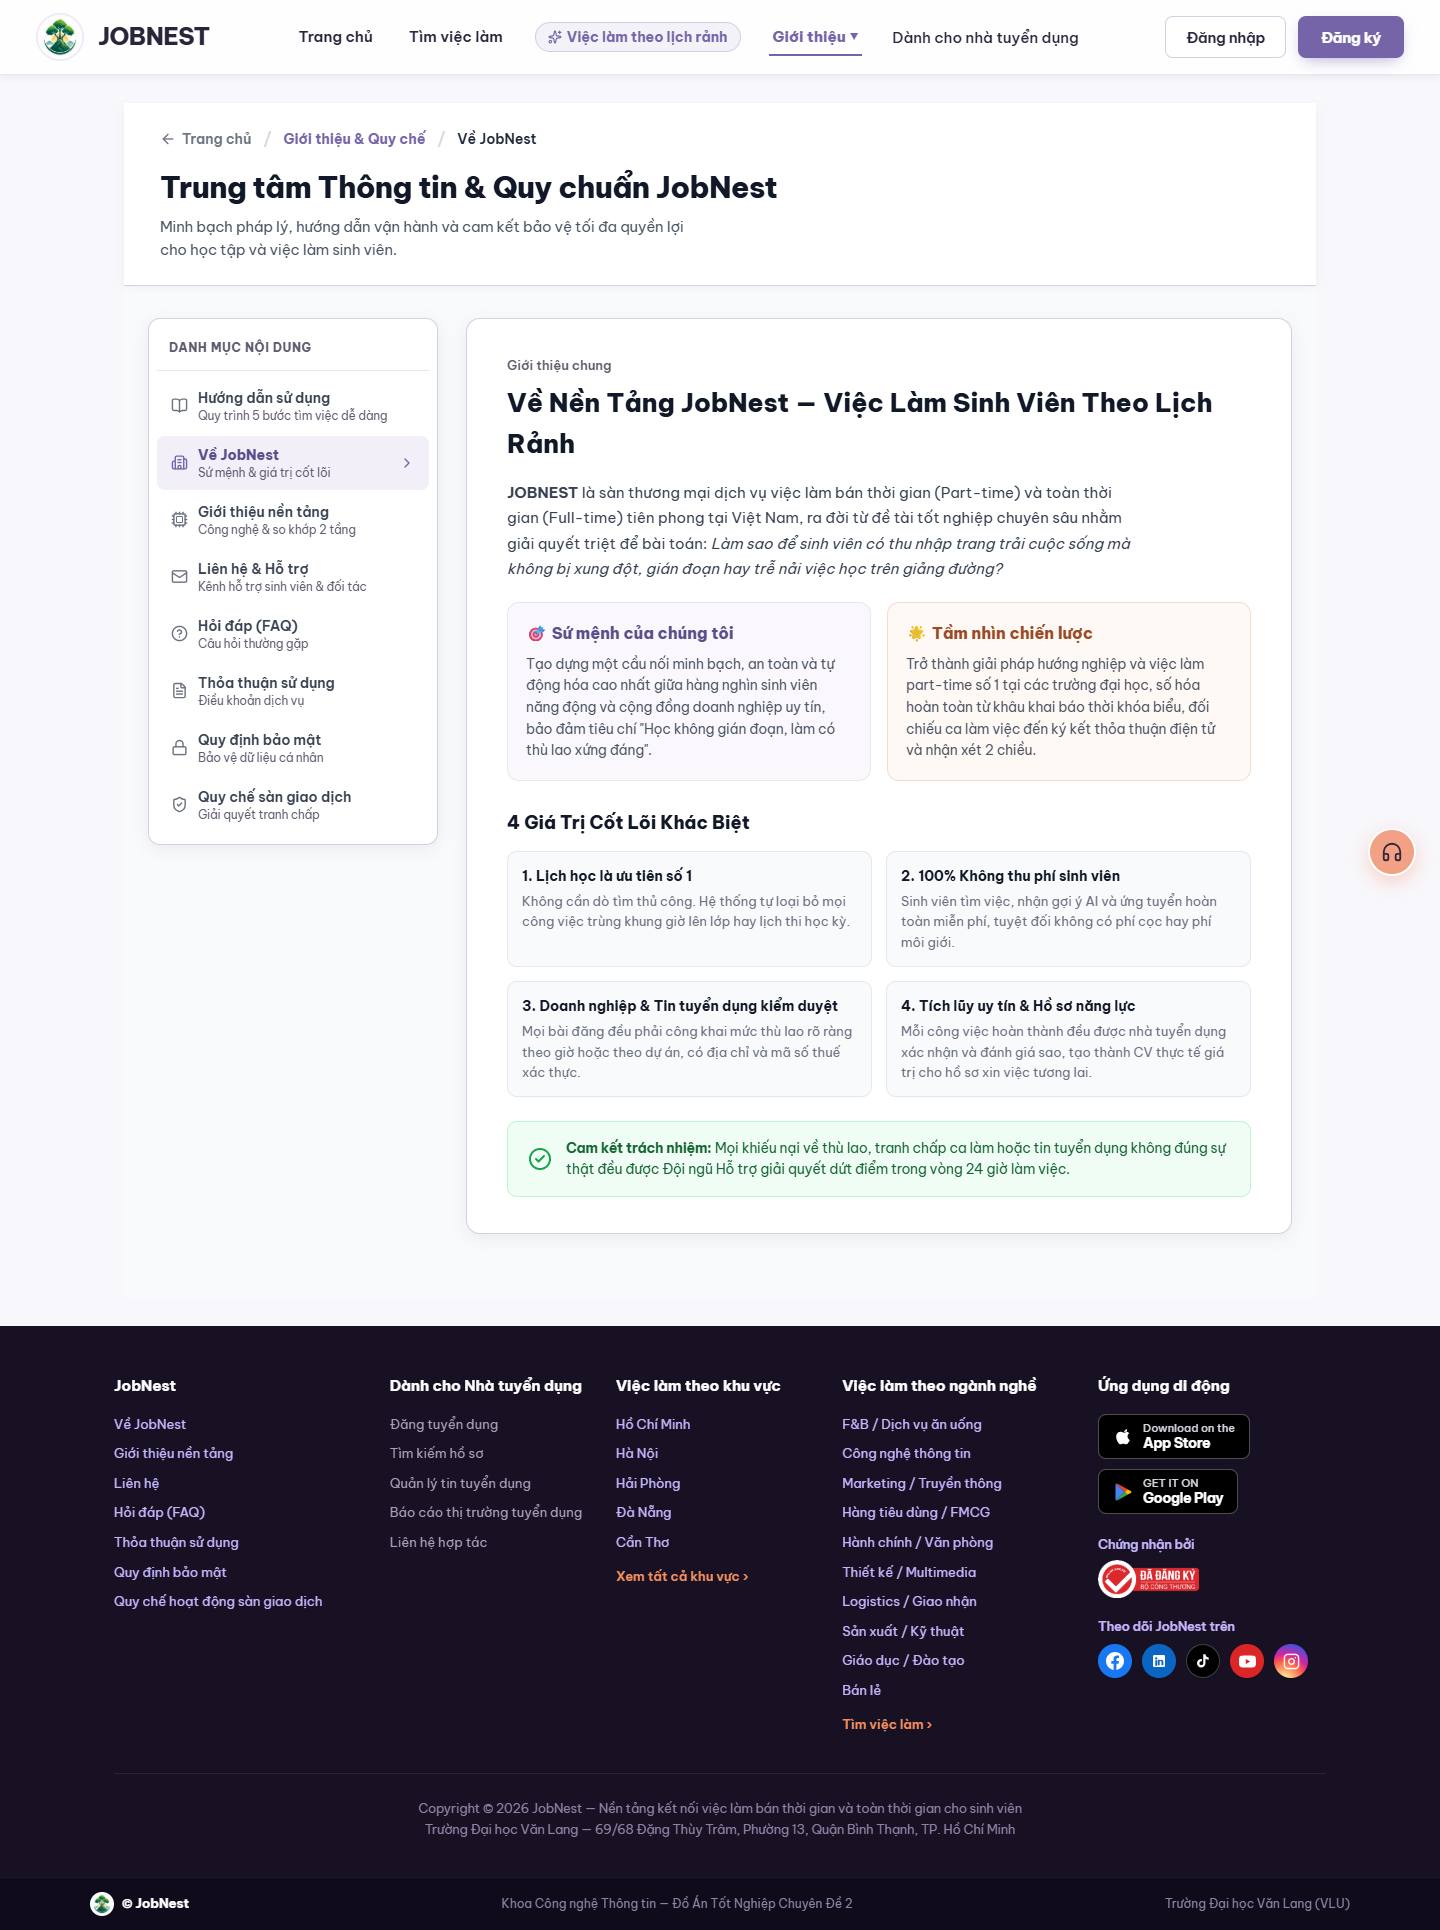 JOBNEST
Trang chủ
Tìm việc làm
Việc làm theo lịch rảnh
Giới thiệu ▼
Dành cho nhà tuyển dụng
Đăng nhập
Đăng ký
← Trang chủ / Giới thiệu & Quy chế / Về JobNest
Trung tâm Thông tin & Quy chuẩn JobNest
Minh bạch pháp lý, hướng dẫn vận hành và cam kết bảo vệ tối đa quyền lợi
cho học tập và việc làm sinh viên.
DANH MỤC NỘI DUNG
Hướng dẫn sử dụng
Quy trình 5 bước tìm việc dễ dàng
Về JobNest
Sứ mệnh & giá trị cốt lõi
Giới thiệu nền tảng
Công nghệ & so khớp 2 tầng
Liên hệ & Hỗ trợ
Kênh hỗ trợ sinh viên & đối tác
Hỏi đáp (FAQ)
Câu hỏi thường gặp
Thỏa thuận sử dụng
Điều khoản dịch vụ
Quy định bảo mật
Bảo vệ dữ liệu cá nhân
Quy chế sàn giao dịch
Giải quyết tranh chấp
Giới thiệu chung
Về Nền Tảng JobNest — Việc Làm Sinh Viên Theo Lịch
Rảnh
JOBNEST là sàn thương mại dịch vụ việc làm bán thời gian (Part-time) và toàn thời
gian (Full-time) tiên phong tại Việt Nam, ra đời từ đề tài tốt nghiệp chuyên sâu nhằm
giải quyết triệt để bài toán: Làm sao để sinh viên có thu nhập trang trải cuộc sống mà
không bị xung đột, gián đoạn hay trễ nải việc học trên giảng đường?
🎯 Sứ mệnh của chúng tôi
Tạo dựng một cầu nối minh bạch, an toàn và tự
động hóa cao nhất giữa hàng nghìn sinh viên
năng động và cộng đồng doanh nghiệp uy tín,
bảo đảm tiêu chí "Học không gián đoạn, làm có
thù lao xứng đáng".
🌟 Tầm nhìn chiến lược
Trở thành giải pháp hướng nghiệp và việc làm
part-time số 1 tại các trường đại học, số hóa
hoàn toàn từ khâu khai báo thời khóa biểu, đối
chiếu ca làm việc đến ký kết thỏa thuận điện tử
và nhận xét 2 chiều.
4 Giá Trị Cốt Lõi Khác Biệt
1. Lịch học là ưu tiên số 1
Không cần dò tìm thủ công. Hệ thống tự loại bỏ mọi
công việc trùng khung giờ lên lớp hay lịch thi học kỳ.
2. 100% Không thu phí sinh viên
Sinh viên tìm việc, nhận gợi ý AI và ứng tuyển hoàn
toàn miễn phí, tuyệt đối không có phí cọc hay phí
môi giới.
3. Doanh nghiệp & Tin tuyển dụng kiểm duyệt
Mọi bài đăng đều phải công khai mức thù lao rõ ràng
theo giờ hoặc theo dự án, có địa chỉ và mã số thuế
xác thực.
4. Tích lũy uy tín & Hồ sơ năng lực
Mỗi công việc hoàn thành đều được nhà tuyển dụng
xác nhận và đánh giá sao, tạo thành CV thực tế giá
trị cho hồ sơ xin việc tương lai.
Cam kết trách nhiệm: Mọi khiếu nại về thù lao, tranh chấp ca làm hoặc tin tuyển dụng không đúng sự
thật đều được Đội ngũ Hỗ trợ giải quyết dứt điểm trong vòng 24 giờ làm việc.
JobNest
Về JobNest
Giới thiệu nền tảng
Liên hệ
Hỏi đáp (FAQ)
Thỏa thuận sử dụng
Quy định bảo mật
Quy chế hoạt động sàn giao dịch
Dành cho Nhà tuyển dụng
Đăng tuyển dụng
Tìm kiếm hồ sơ
Quản lý tin tuyển dụng
Báo cáo thị trường tuyển dụng
Liên hệ hợp tác
Việc làm theo khu vực
Hồ Chí Minh
Hà Nội
Hải Phòng
Đà Nẵng
Cần Thơ
Xem tất cả khu vực ›
Việc làm theo ngành nghề
F&B / Dịch vụ ăn uống
Công nghệ thông tin
Marketing / Truyền thông
Hàng tiêu dùng / FMCG
Hành chính / Văn phòng
Thiết kế / Multimedia
Logistics / Giao nhận
Sản xuất / Kỹ thuật
Giáo dục / Đào tạo
Bán lẻ
Tìm việc làm ›
Ứng dụng di động
Download on the
App Store
GET IT ON
Google Play
Chứng nhận bởi
ĐÃ ĐĂNG KÝ
BỘ CÔNG THƯƠNG
Theo dõi JobNest trên
Copyright © 2026 JobNest — Nền tảng kết nối việc làm bán thời gian và toàn thời gian cho sinh viên
Trường Đại học Văn Lang — 69/68 Đặng Thùy Trâm, Phường 13, Quận Bình Thạnh, TP. Hồ Chí Minh
© JobNest
Khoa Công nghệ Thông tin — Đồ Án Tốt Nghiệp Chuyên Đề 2
Trường Đại học Văn Lang (VLU)